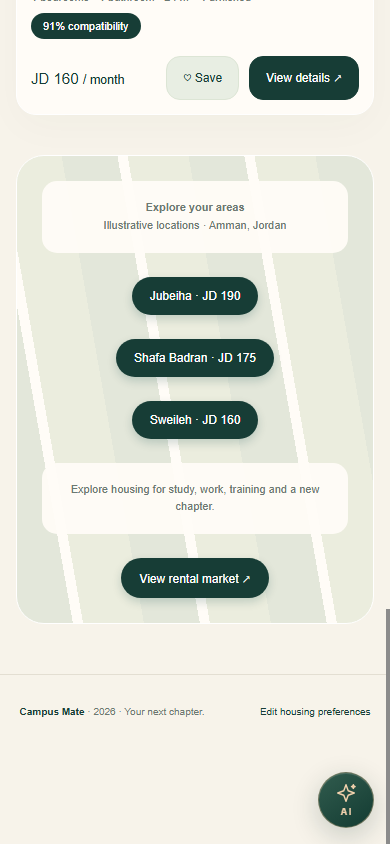 91% compatibility
JD 160 / month
♡ Save
View details ↗
Explore your areas
Illustrative locations · Amman, Jordan
Jubeiha · JD 190
Shafa Badran · JD 175
Sweileh · JD 160
Explore housing for study, work, training and a new
chapter.
View rental market ↗
Campus Mate · 2026 · Your next chapter.
Edit housing preferences
AI